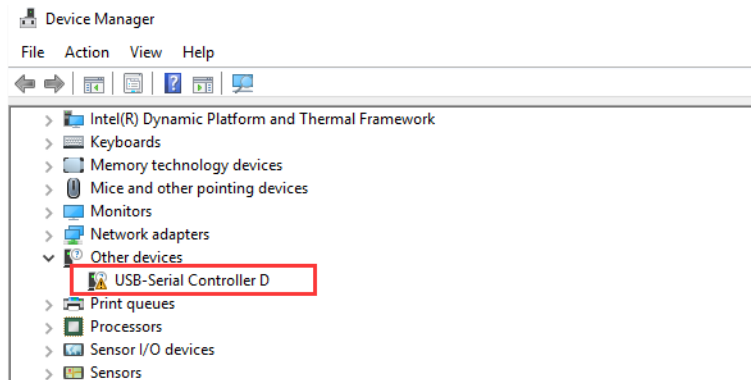 Device Manager
File Action View Help
Intel(R) Dynamic Platform and Thermal Framework
Keyboards
Memory technology devices
Mice and other pointing devices
Monitors
Network adapters
Other devices
USB-Serial Controller D
Print queues
Processors
Sensor I/O devices
Sensors